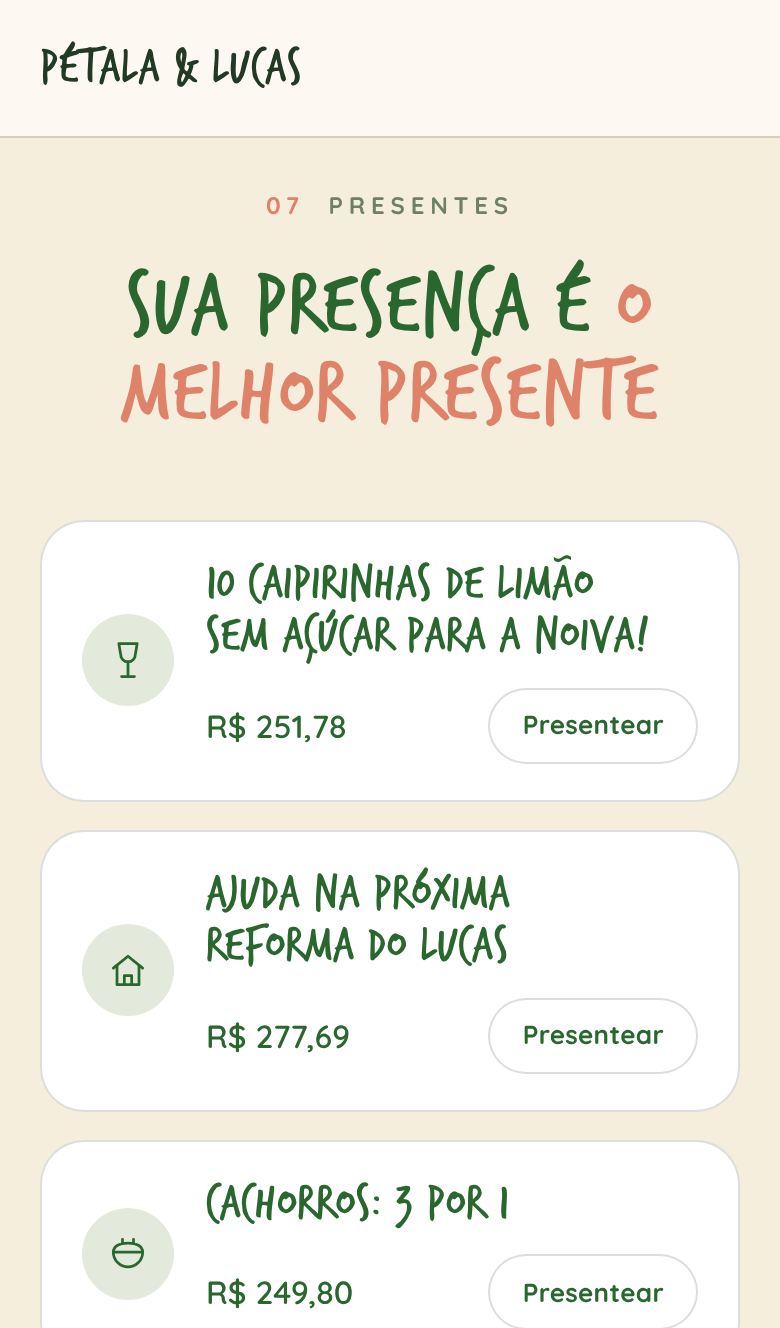 PÉTALA & LUCAS
07 PRESENTES
SUA PRESENÇA É O
MELHOR PRESENTE
10 CAIPIRINHAS DE LIMÃO
SEM AÇÚCAR PARA A NOIVA!
R$ 251,78
Presentear
AJUDA NA PRÓXIMA
REFORMA DO LUCAS
R$ 277,69
Presentear
CACHORROS: 3 POR 1
R$ 249,80
Presentear